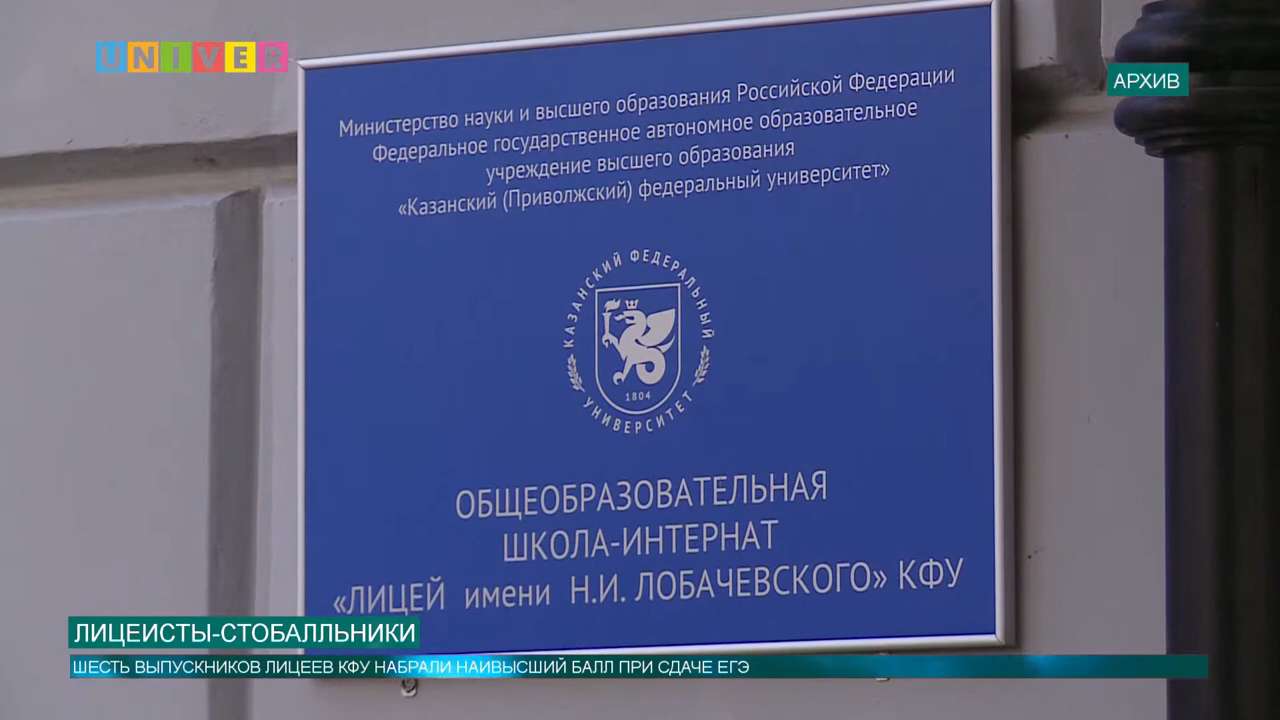 UNIVER
АРХИВ
Министерство науки и высшего образования Российской Федерации
Федеральное государственное автономное образовательное
учреждение высшего образования
«Казанский (Приволжский) федеральный университет»
КАЗАНСКИЙ ФЕДЕРАЛЬНЫЙ
1804
УНИВЕРСИТЕТ
ОБЩЕОБРАЗОВАТЕЛЬНАЯ
ШКОЛА-ИНТЕРНАТ
«ЛИЦЕЙ имени Н.И. ЛОБАЧЕВСКОГО» КФУ
ЛИЦЕИСТЫ-СТОБАЛЛЬНИКИ
ШЕСТЬ ВЫПУСКНИКОВ ЛИЦЕЕВ КФУ НАБРАЛИ НАИВЫСШИЙ БАЛЛ ПРИ СДАЧЕ ЕГЭ